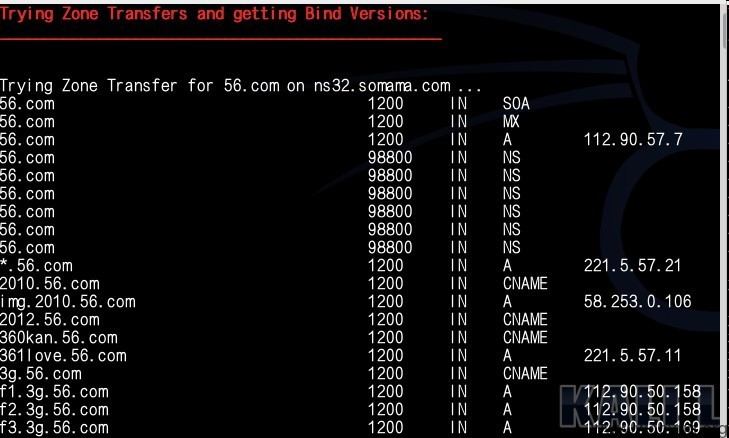 Trying Zone Transfers and getting Bind Versions:
Trying Zone Transfer for 56.com on ns32.somama.com ...
56.com 1200 IN SOA
56.com 1200 IN MX
56.com 1200 IN A 112.90.57.7
56.com 98800 IN NS
56.com 98800 IN NS
56.com 98800 IN NS
56.com 98800 IN NS
56.com 98800 IN NS
56.com 98800 IN NS
*.56.com 1200 IN A 221.5.57.21
2010.56.com 1200 IN CNAME
img.2010.56.com 1200 IN A 58.253.0.106
2012.56.com 1200 IN CNAME
360kan.56.com 1200 IN CNAME
361love.56.com 1200 IN A 221.5.57.11
3g.56.com 1200 IN CNAME
f1.3g.56.com 1200 IN A 112.90.50.158
f2.3g.56.com 1200 IN A 112.90.50.158
f3.3g.56.com 1200 IN A 112.90.50.169